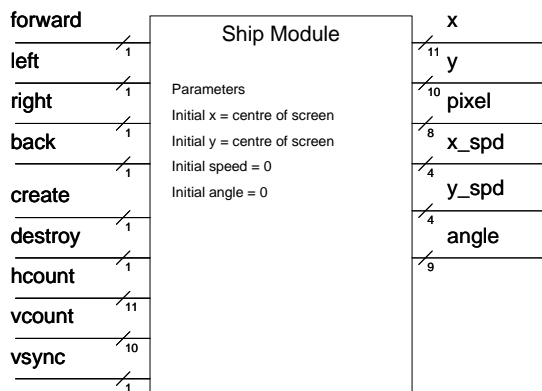 forward
1
left
1
right
1
back
1
create
1
destroy
1
hcount
11
vcount
10
vsync
1
Ship Module
Parameters
Initial x = centre of screen
Initial y = centre of screen
Initial speed = 0
Initial angle = 0
x
11
y
10
pixel
8
x_spd
4
y_spd
4
angle
9